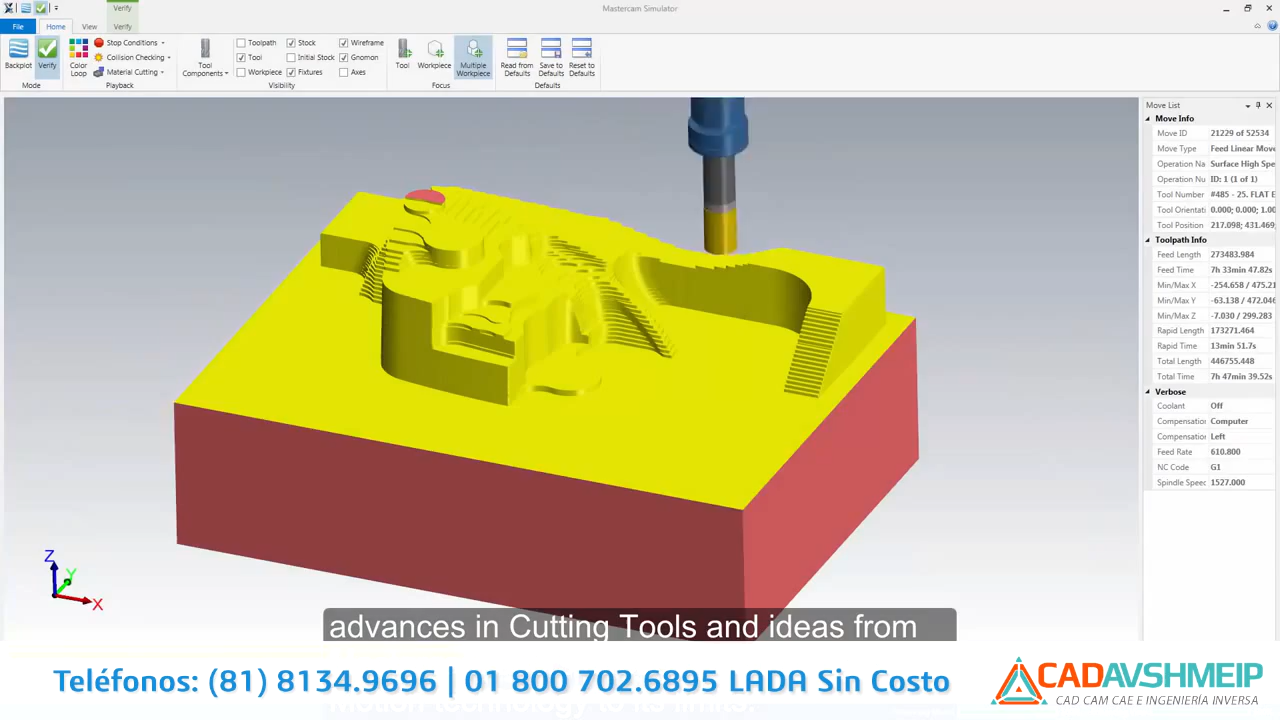 Verify
Mastercam Simulator
File
Home
View
Verify
Backplot
Verify
Mode
Color Loop
Stop Conditions
Collision Checking
Material Cutting
Playback
Tool Components
Toolpath
Tool
Workpiece
Stock
Initial Stock
Fixtures
Wireframe
Gnomon
Axes
Visibility
Tool
Workpiece
Multiple Workpiece
Focus
Read from Defaults
Save to Defaults
Reset to Defaults
Defaults
Move List
Move Info
Move ID 21229 of 52534
Move Type Feed Linear Move
Operation Na Surface High Spe
Operation Nu ID: 1 (1 of 1)
Tool Number #485 - 25. FLAT E
Tool Orientati 0.000; 0.000; 1.00
Tool Position 217.098; 431.469;
Toolpath Info
Feed Length 273483.984
Feed Time 7h 33min 47.82s
Min/Max X -254.658 / 475.21
Min/Max Y -63.138 / 472.046
Min/Max Z -7.030 / 299.283
Rapid Length 173271.464
Rapid Time 13min 51.7s
Total Length 446755.448
Total Time 7h 47min 39.52s
Verbose
Coolant Off
Compensation Computer
Compensation Left
Feed Rate 610.800
NC Code G1
Spindle Speed 1527.000
Z
Y
X
advances in Cutting Tools and ideas from
Teléfonos: (81) 8134.9696 | 01 800 702.6895 LADA Sin Costo
Motion technology to its limits.
CADAVSHMEIP
CAD CAM CAE E INGENIERÍA INVERSA